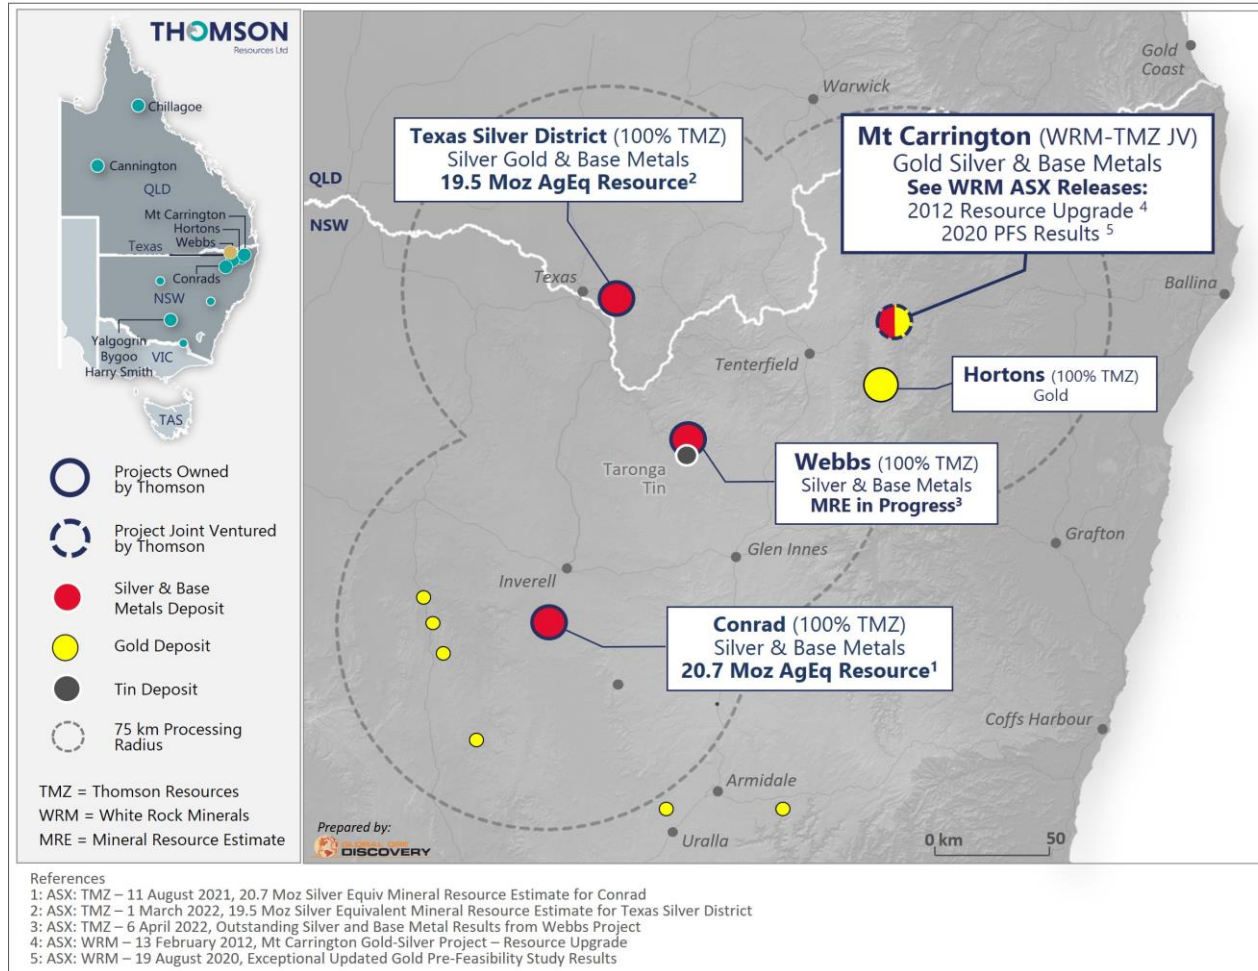 THOMSON
Resources Ltd
Chillagoe
Cannington
QLD
Mt Carrington
Hortons
Webbs
Texas
Conrads
NSW
Yalgogrin
Bygoo
Harry Smith
VIC
TAS
Projects Owned
by Thomson
Project Joint Ventured
by Thomson
Silver & Base
Metals Deposit
Gold Deposit
Tin Deposit
75 km Processing
Radius
TMZ = Thomson Resources
WRM = White Rock Minerals
MRE = Mineral Resource Estimate
Gold
Coast
Warwick
Texas Silver District (100% TMZ)
Silver Gold & Base Metals
19.5 Moz AgEq Resource2
Mt Carrington (WRM-TMZ JV)
Gold Silver & Base Metals
See WRM ASX Releases:
2012 Resource Upgrade 4
2020 PFS Results 5
QLD
NSW
Texas
Ballina
Tenterfield
Hortons (100% TMZ)
Gold
Taronga
Tin
Webbs (100% TMZ)
Silver & Base Metals
MRE in Progress3
Grafton
Glen Innes
Inverell
Conrad (100% TMZ)
Silver & Base Metals
20.7 Moz AgEq Resource1
Coffs Harbour
Armidale
Uralla
Prepared by:
GLOBAL ORE
DISCOVERY
0 km 50
References
1: ASX: TMZ – 11 August 2021, 20.7 Moz Silver Equiv Mineral Resource Estimate for Conrad
2: ASX: TMZ – 1 March 2022, 19.5 Moz Silver Equivalent Mineral Resource Estimate for Texas Silver District
3: ASX: TMZ – 6 April 2022, Outstanding Silver and Base Metal Results from Webbs Project
4: ASX: WRM – 13 February 2012, Mt Carrington Gold-Silver Project – Resource Upgrade
5: ASX: WRM – 19 August 2020, Exceptional Updated Gold Pre-Feasibility Study Results